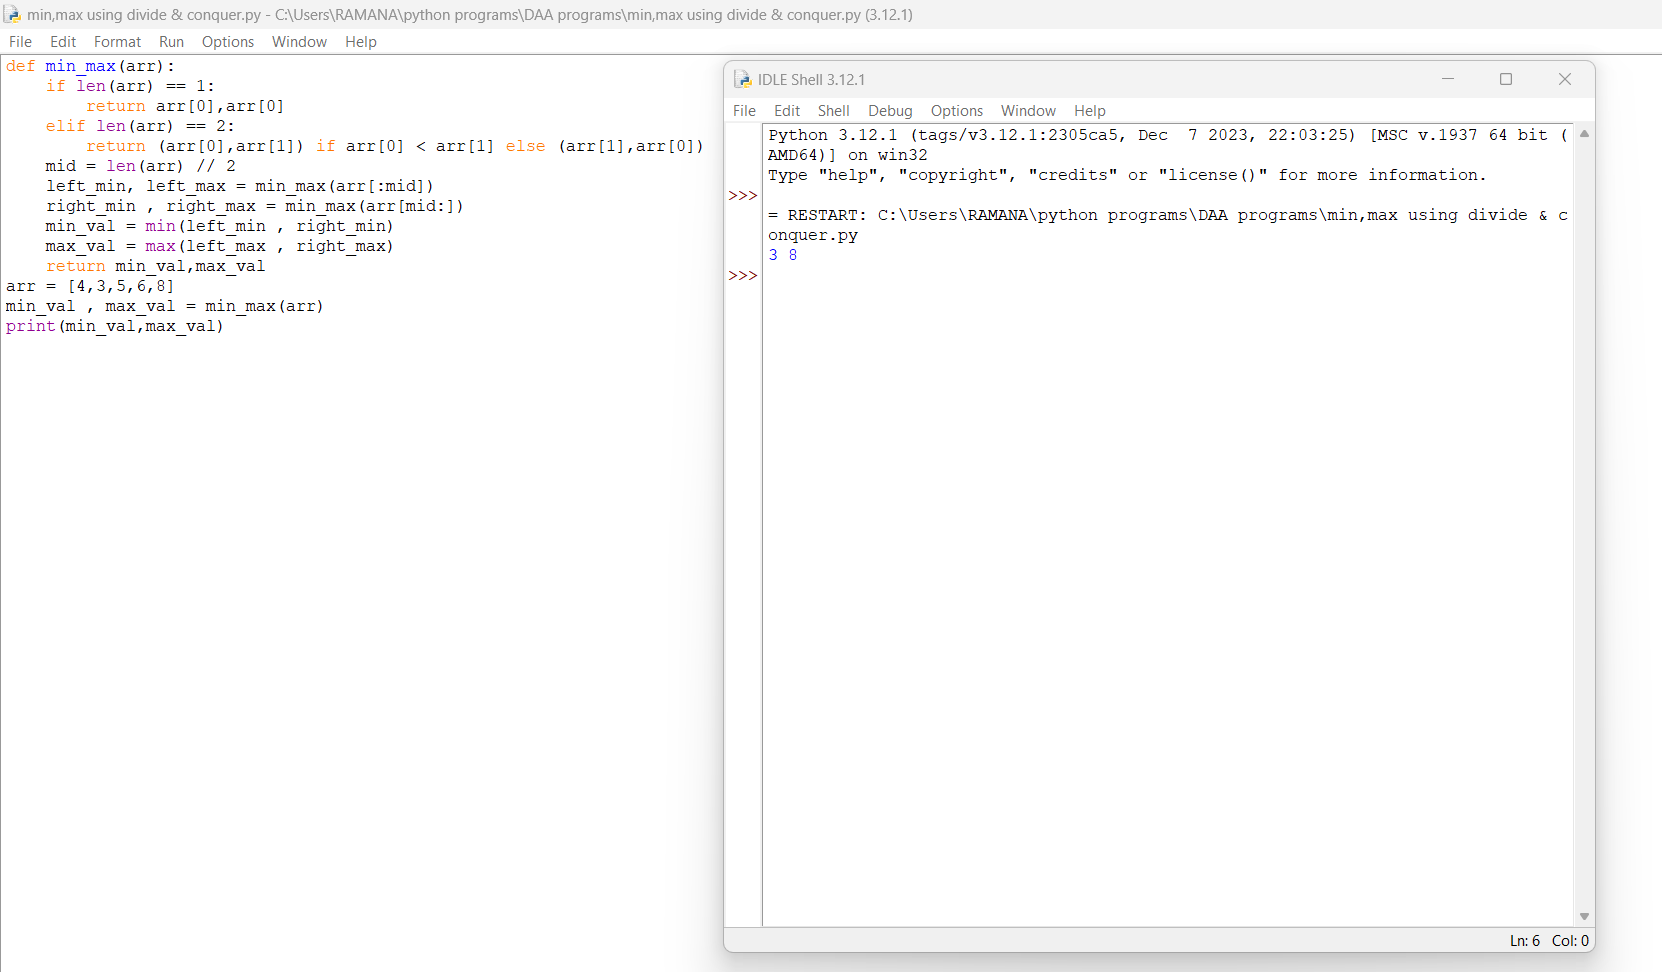 min,max using divide & conquer.py - C:\Users\RAMANA\python programs\DAA programs\min,max using divide & conquer.py (3.12.1)
File Edit Format Run Options Window Help
def min_max(arr):
    if len(arr) == 1:
        return arr[0],arr[0]
    elif len(arr) == 2:
        return (arr[0],arr[1]) if arr[0] < arr[1] else (arr[1],arr[0])
    mid = len(arr) // 2
    left_min, left_max = min_max(arr[:mid])
    right_min , right_max = min_max(arr[mid:])
    min_val = min(left_min , right_min)
    max_val = max(left_max , right_max)
    return min_val,max_val
arr = [4,3,5,6,8]
min_val , max_val = min_max(arr)
print(min_val,max_val)
IDLE Shell 3.12.1
File Edit Shell Debug Options Window Help
Python 3.12.1 (tags/v3.12.1:2305ca5, Dec  7 2023, 22:03:25) [MSC v.1937 64 bit (
AMD64)] on win32
Type "help", "copyright", "credits" or "license()" for more information.
>>>
= RESTART: C:\Users\RAMANA\python programs\DAA programs\min,max using divide & c
onquer.py
3 8
>>>
Ln: 6 Col: 0